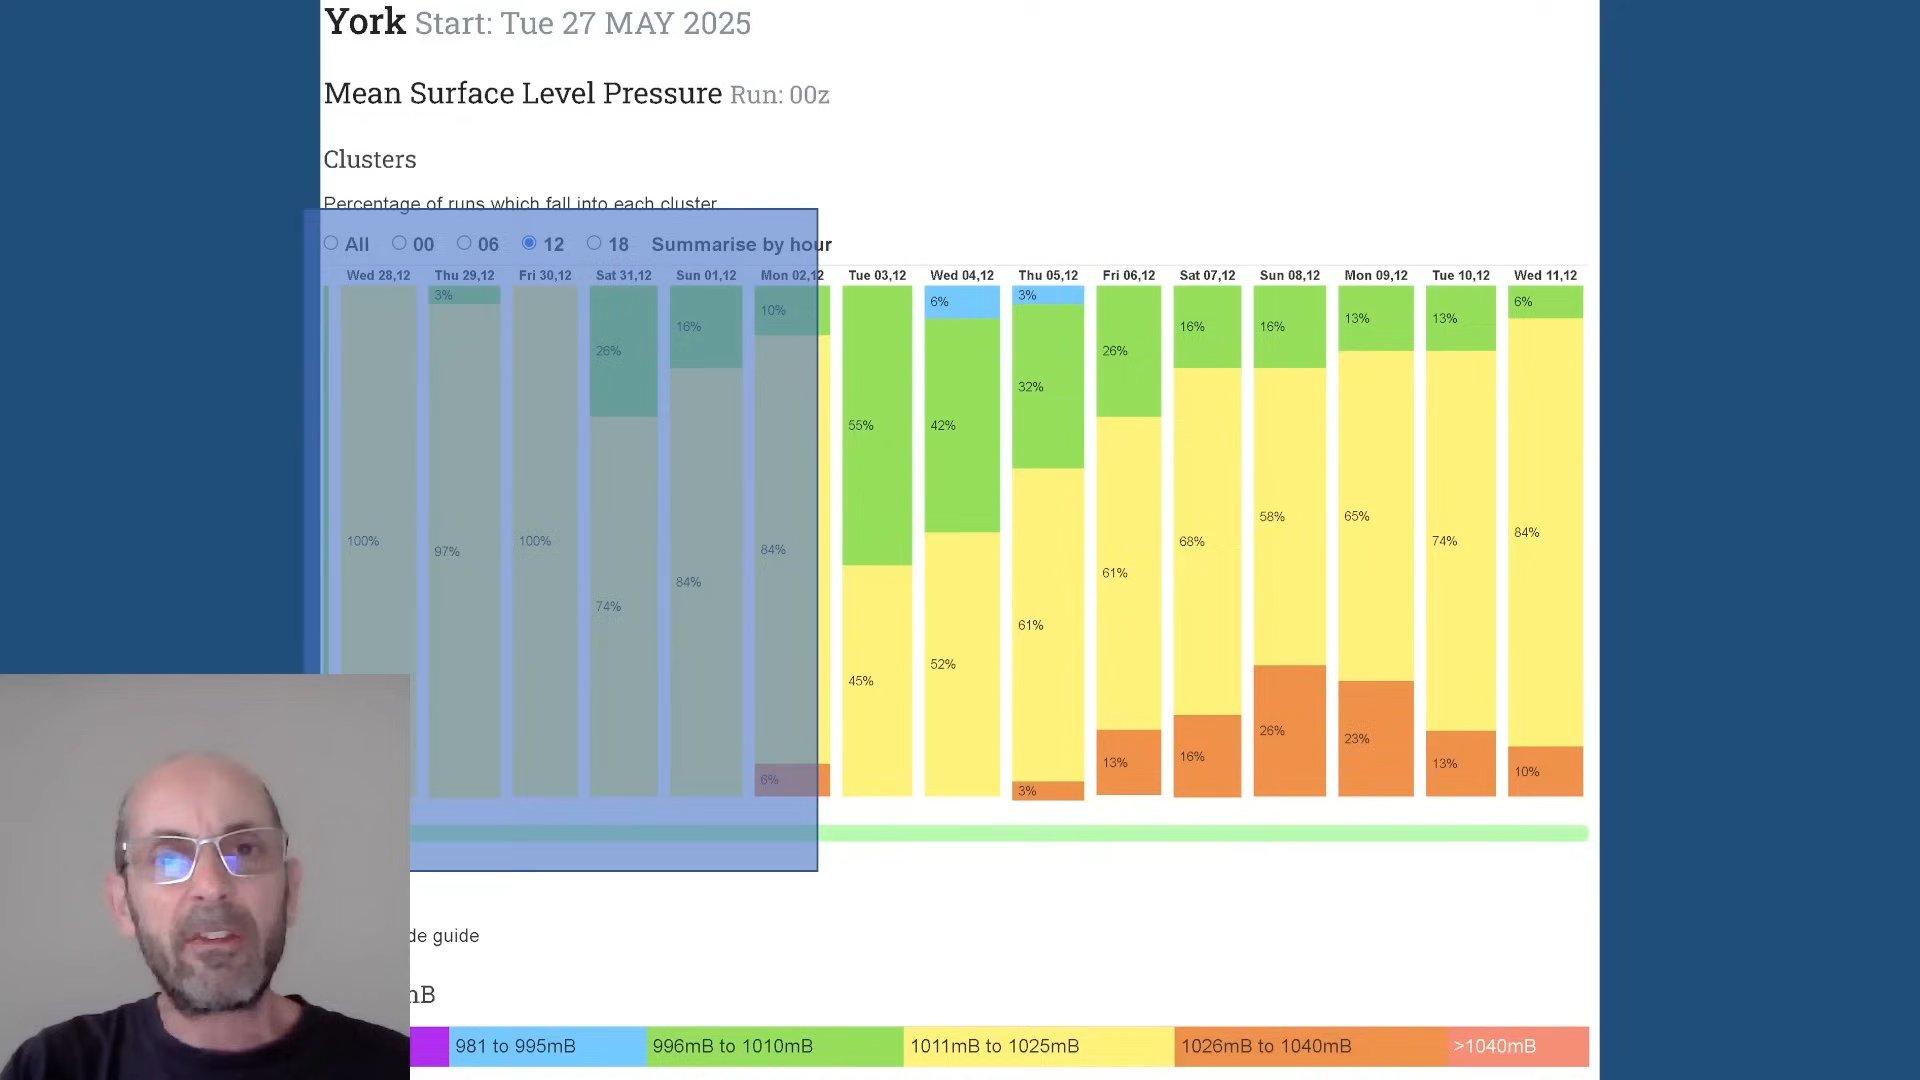 York Start: Tue 27 MAY 2025
Mean Surface Level Pressure Run: 00z
Clusters
Percentage of runs which fall into each cluster
All 00 06 12 18 Summarise by hour
Wed 28,12 Thu 29,12 Fri 30,12 Sat 31,12 Sun 01,12 Mon 02,12 Tue 03,12 Wed 04,12 Thu 05,12 Fri 06,12 Sat 07,12 Sun 08,12 Mon 09,12 Tue 10,12 Wed 11,12
3% 6% 3% 6%
10% 16% 16% 16% 13% 13%
26% 26%
32%
55% 42%
100% 97% 100% 84% 68% 58% 65% 74% 84%
84% 61%
74% 61%
45% 52%
26% 23%
6% 3% 13% 16% 13% 10%
de guide
mB
981 to 995mB 996mB to 1010mB 1011mB to 1025mB 1026mB to 1040mB >1040mB